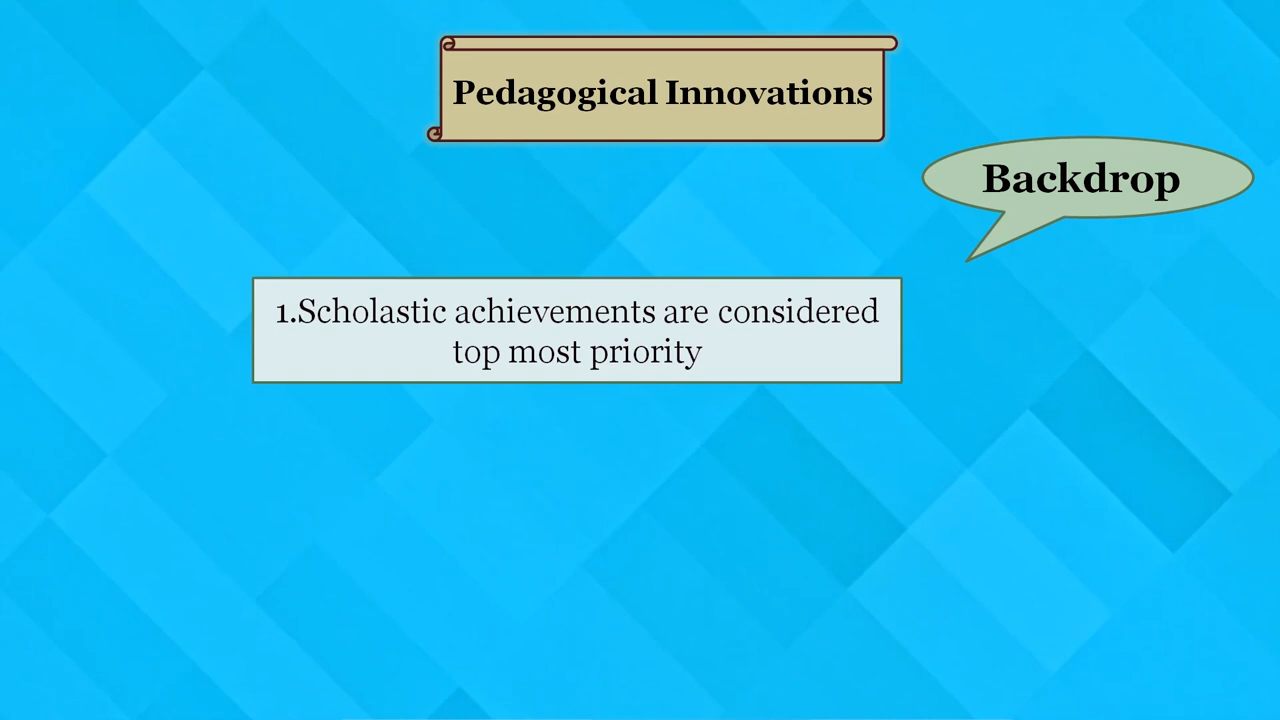 Pedagogical Innovations
Backdrop
1.Scholastic achievements are considered
top most priority